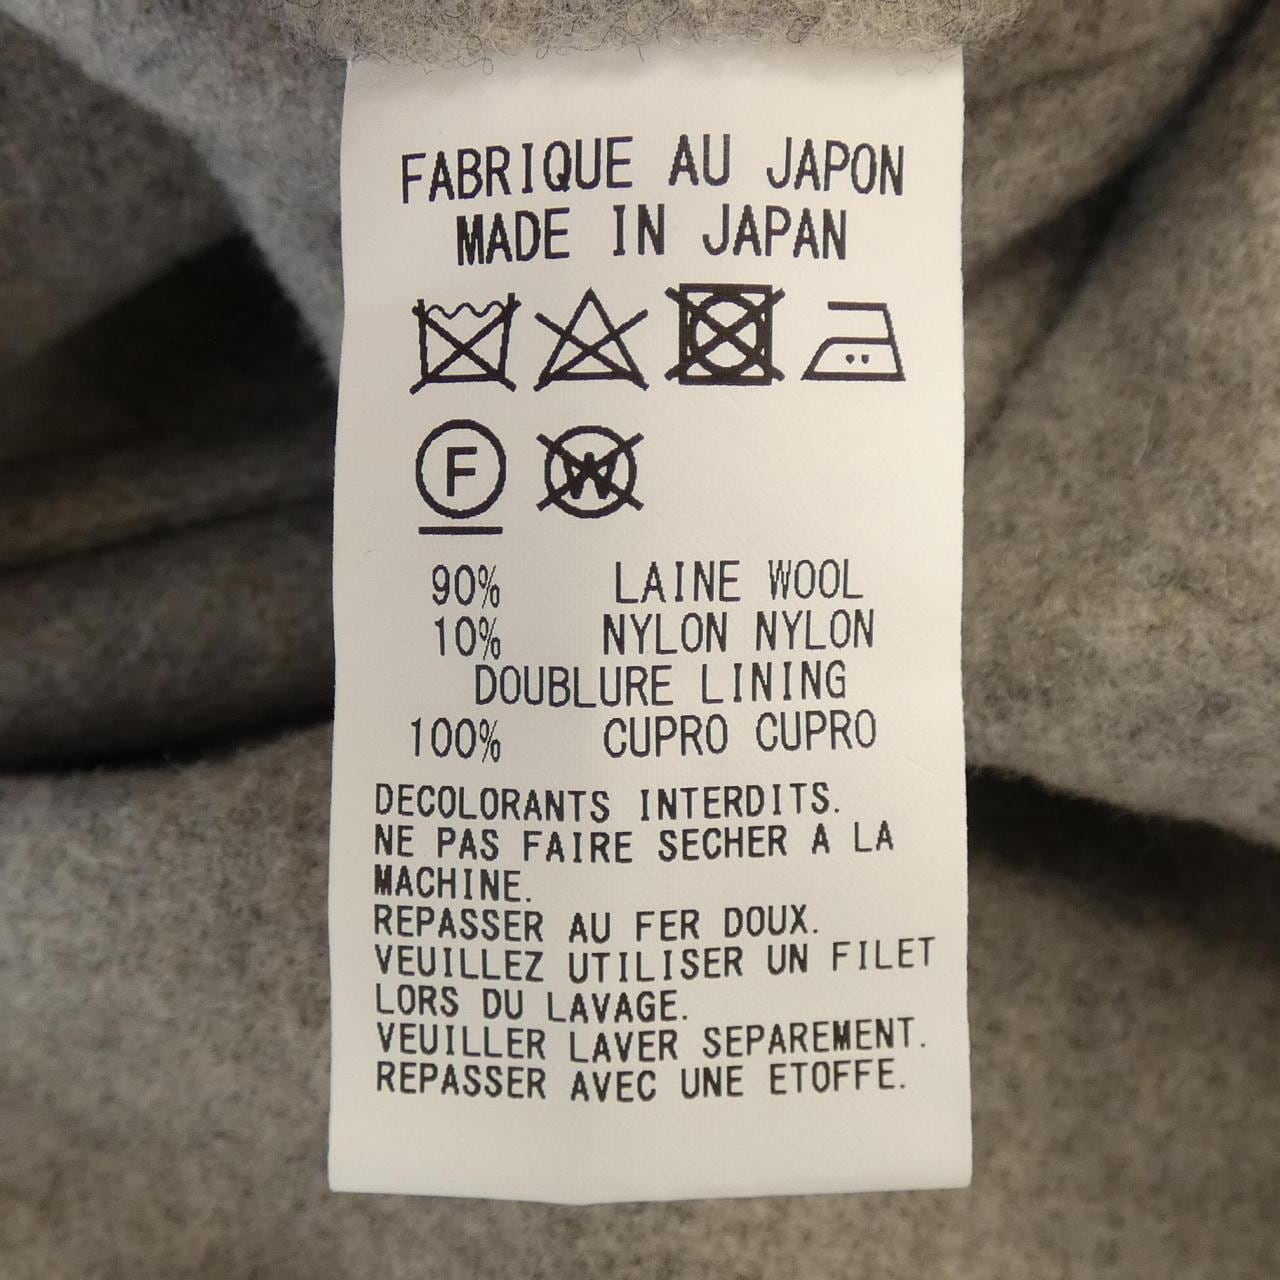 FABRIQUE AU JAPON
MADE IN JAPAN
F W
90% LAINE WOOL
10% NYLON NYLON
DOUBLURE LINING
100% CUPRO CUPRO
DECOLORANTS INTERDITS.
NE PAS FAIRE SECHER A LA
MACHINE.
REPASSER AU FER DOUX.
VEUILLEZ UTILISER UN FILET
LORS DU LAVAGE.
VEUILLER LAVER SEPAREMENT.
REPASSER AVEC UNE ETOFFE.